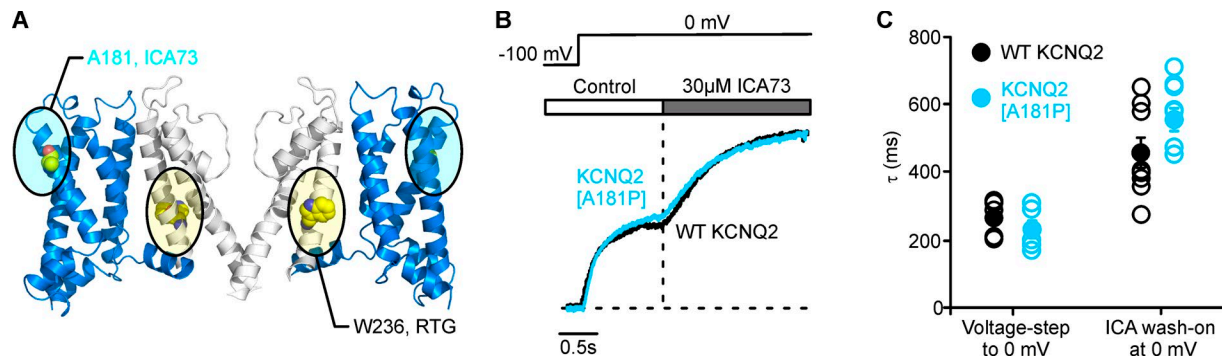 A
A181, ICA73
W236, RTG
B
0 mV
-100 mV
Control
30µM ICA73
KCNQ2
[A181P]
WT KCNQ2
0.5s
C
800
600
400
200
0
τ (ms)
WT KCNQ2
KCNQ2
[A181P]
Voltage-step
to 0 mV
ICA wash-on
at 0 mV